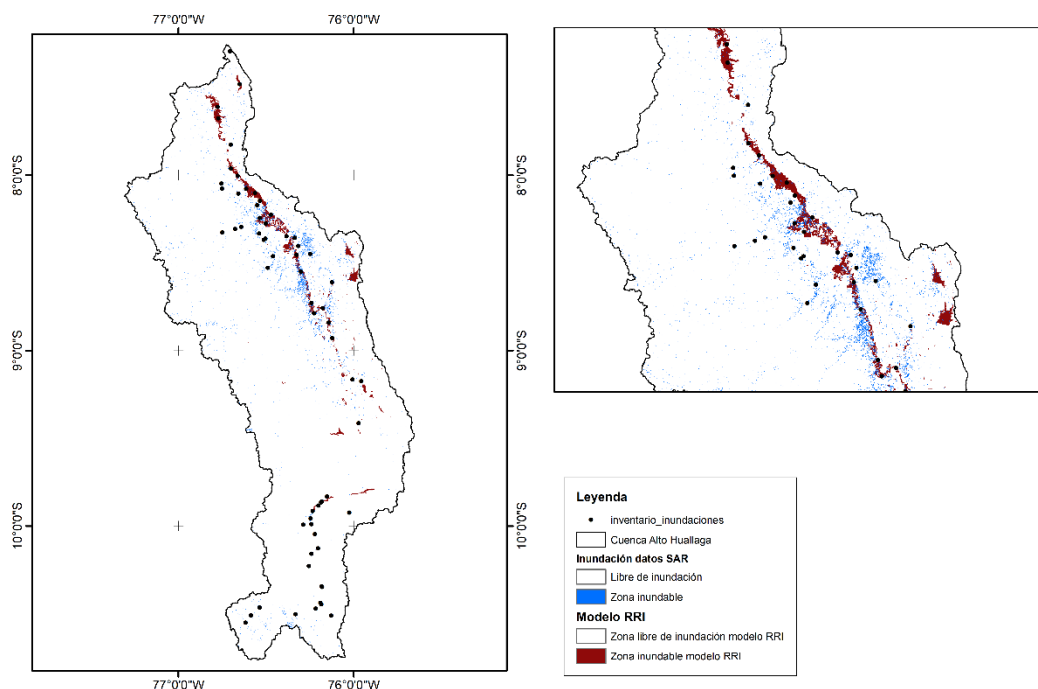 77°0'0"W 76°0'0"W
8°0'0"S 8°0'0"S
9°0'0"S 9°0'0"S
10°0'0"S 10°0'0"S
77°0'0"W 76°0'0"W
Leyenda
inventario_inundaciones
Cuenca Alto Huallaga
Inundación datos SAR
Libre de inundación
Zona inundable
Modelo RRI
Zona libre de inundación modelo RRI
Zona inundable modelo RRI